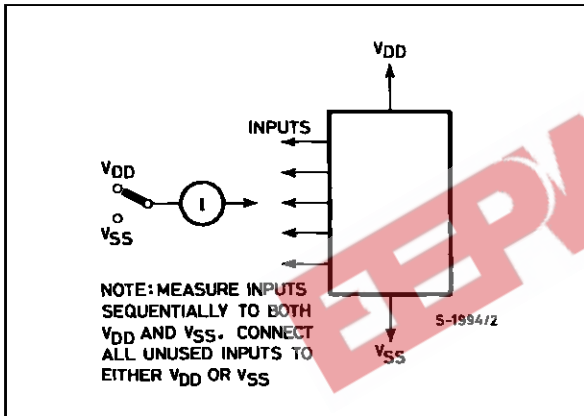 VDD
INPUTS
VDD
I
VSS
NOTE: MEASURE INPUTS
SEQUENTIALLY TO BOTH
VDD AND VSS. CONNECT
ALL UNUSED INPUTS TO
EITHER VDD OR VSS
S-1994/2
VSS